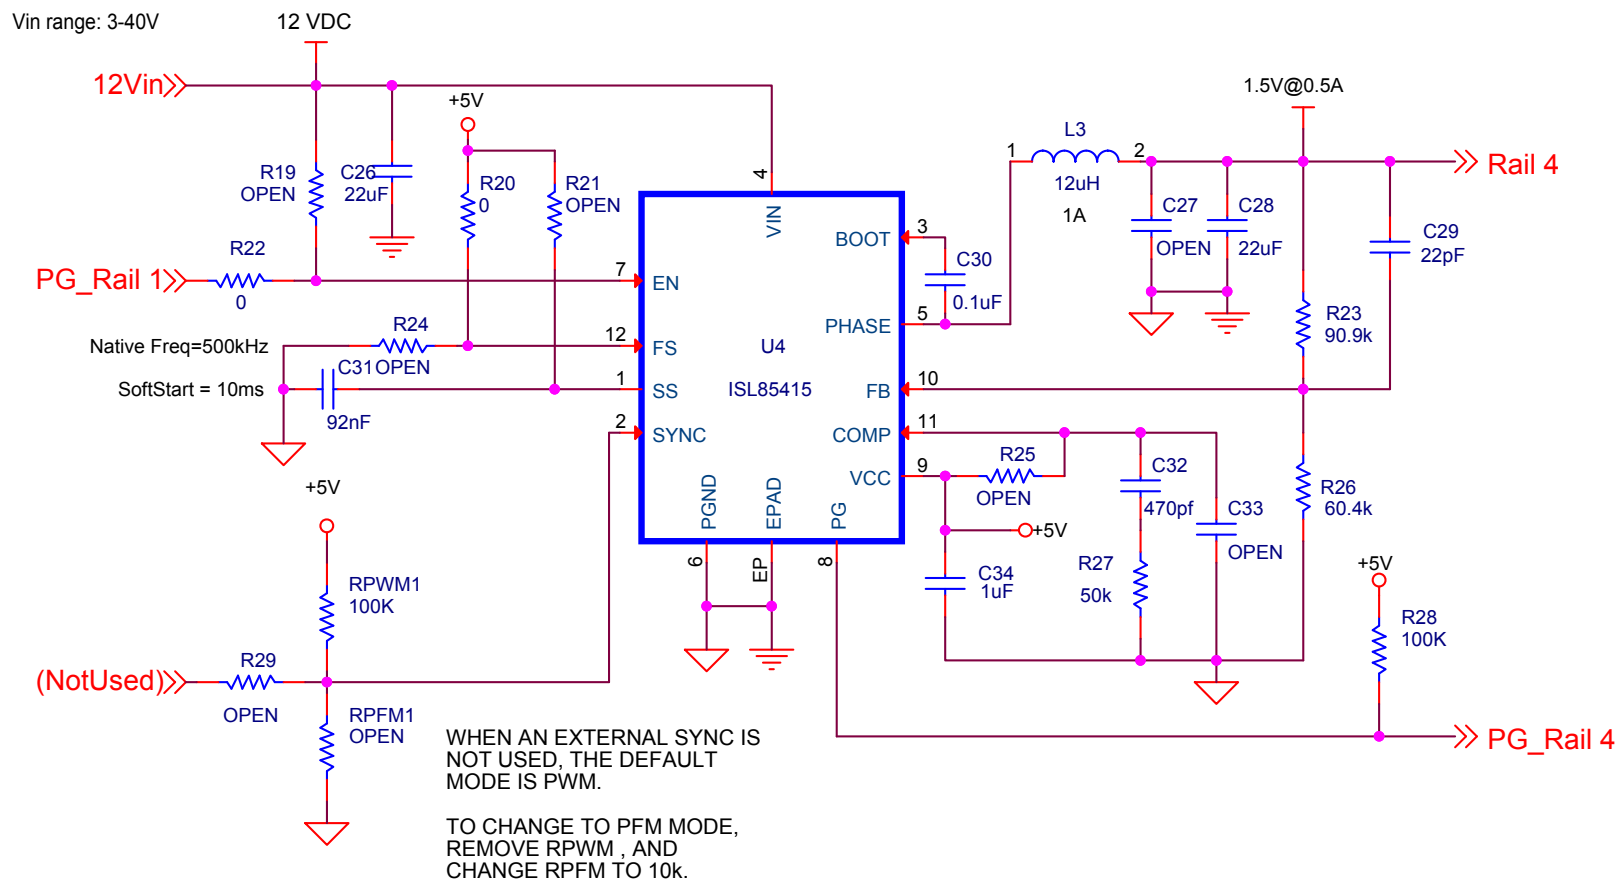 Vin range: 3-40V
12 VDC
12Vin
+5V
1.5V@0.5A
R19
OPEN
C26
22uF
R20
0
R21
OPEN
4
VIN
1
L3
2
12uH
1A
Rail 4
C27
OPEN
C28
22uF
C29
22pF
BOOT
3
C30
0.1uF
R22
0
PG_Rail 1
7
EN
PHASE
5
R23
90.9k
Native Freq=500kHz
R24
OPEN
12
FS
U4
ISL85415
SoftStart = 10ms
C31
92nF
1
SS
FB
10
2
SYNC
COMP
11
VCC
9
R25
OPEN
C32
470pf
C33
OPEN
R26
60.4k
+5V
PGND
EPAD
PG
6
EP
8
+5V
C34
1uF
R27
50k
+5V
R28
100K
RPWM1
100K
(NotUsed)
R29
OPEN
RPFM1
OPEN
PG_Rail 4
WHEN AN EXTERNAL SYNC IS
NOT USED, THE DEFAULT
MODE IS PWM.
TO CHANGE TO PFM MODE,
REMOVE RPWM , AND
CHANGE RPFM TO 10k.